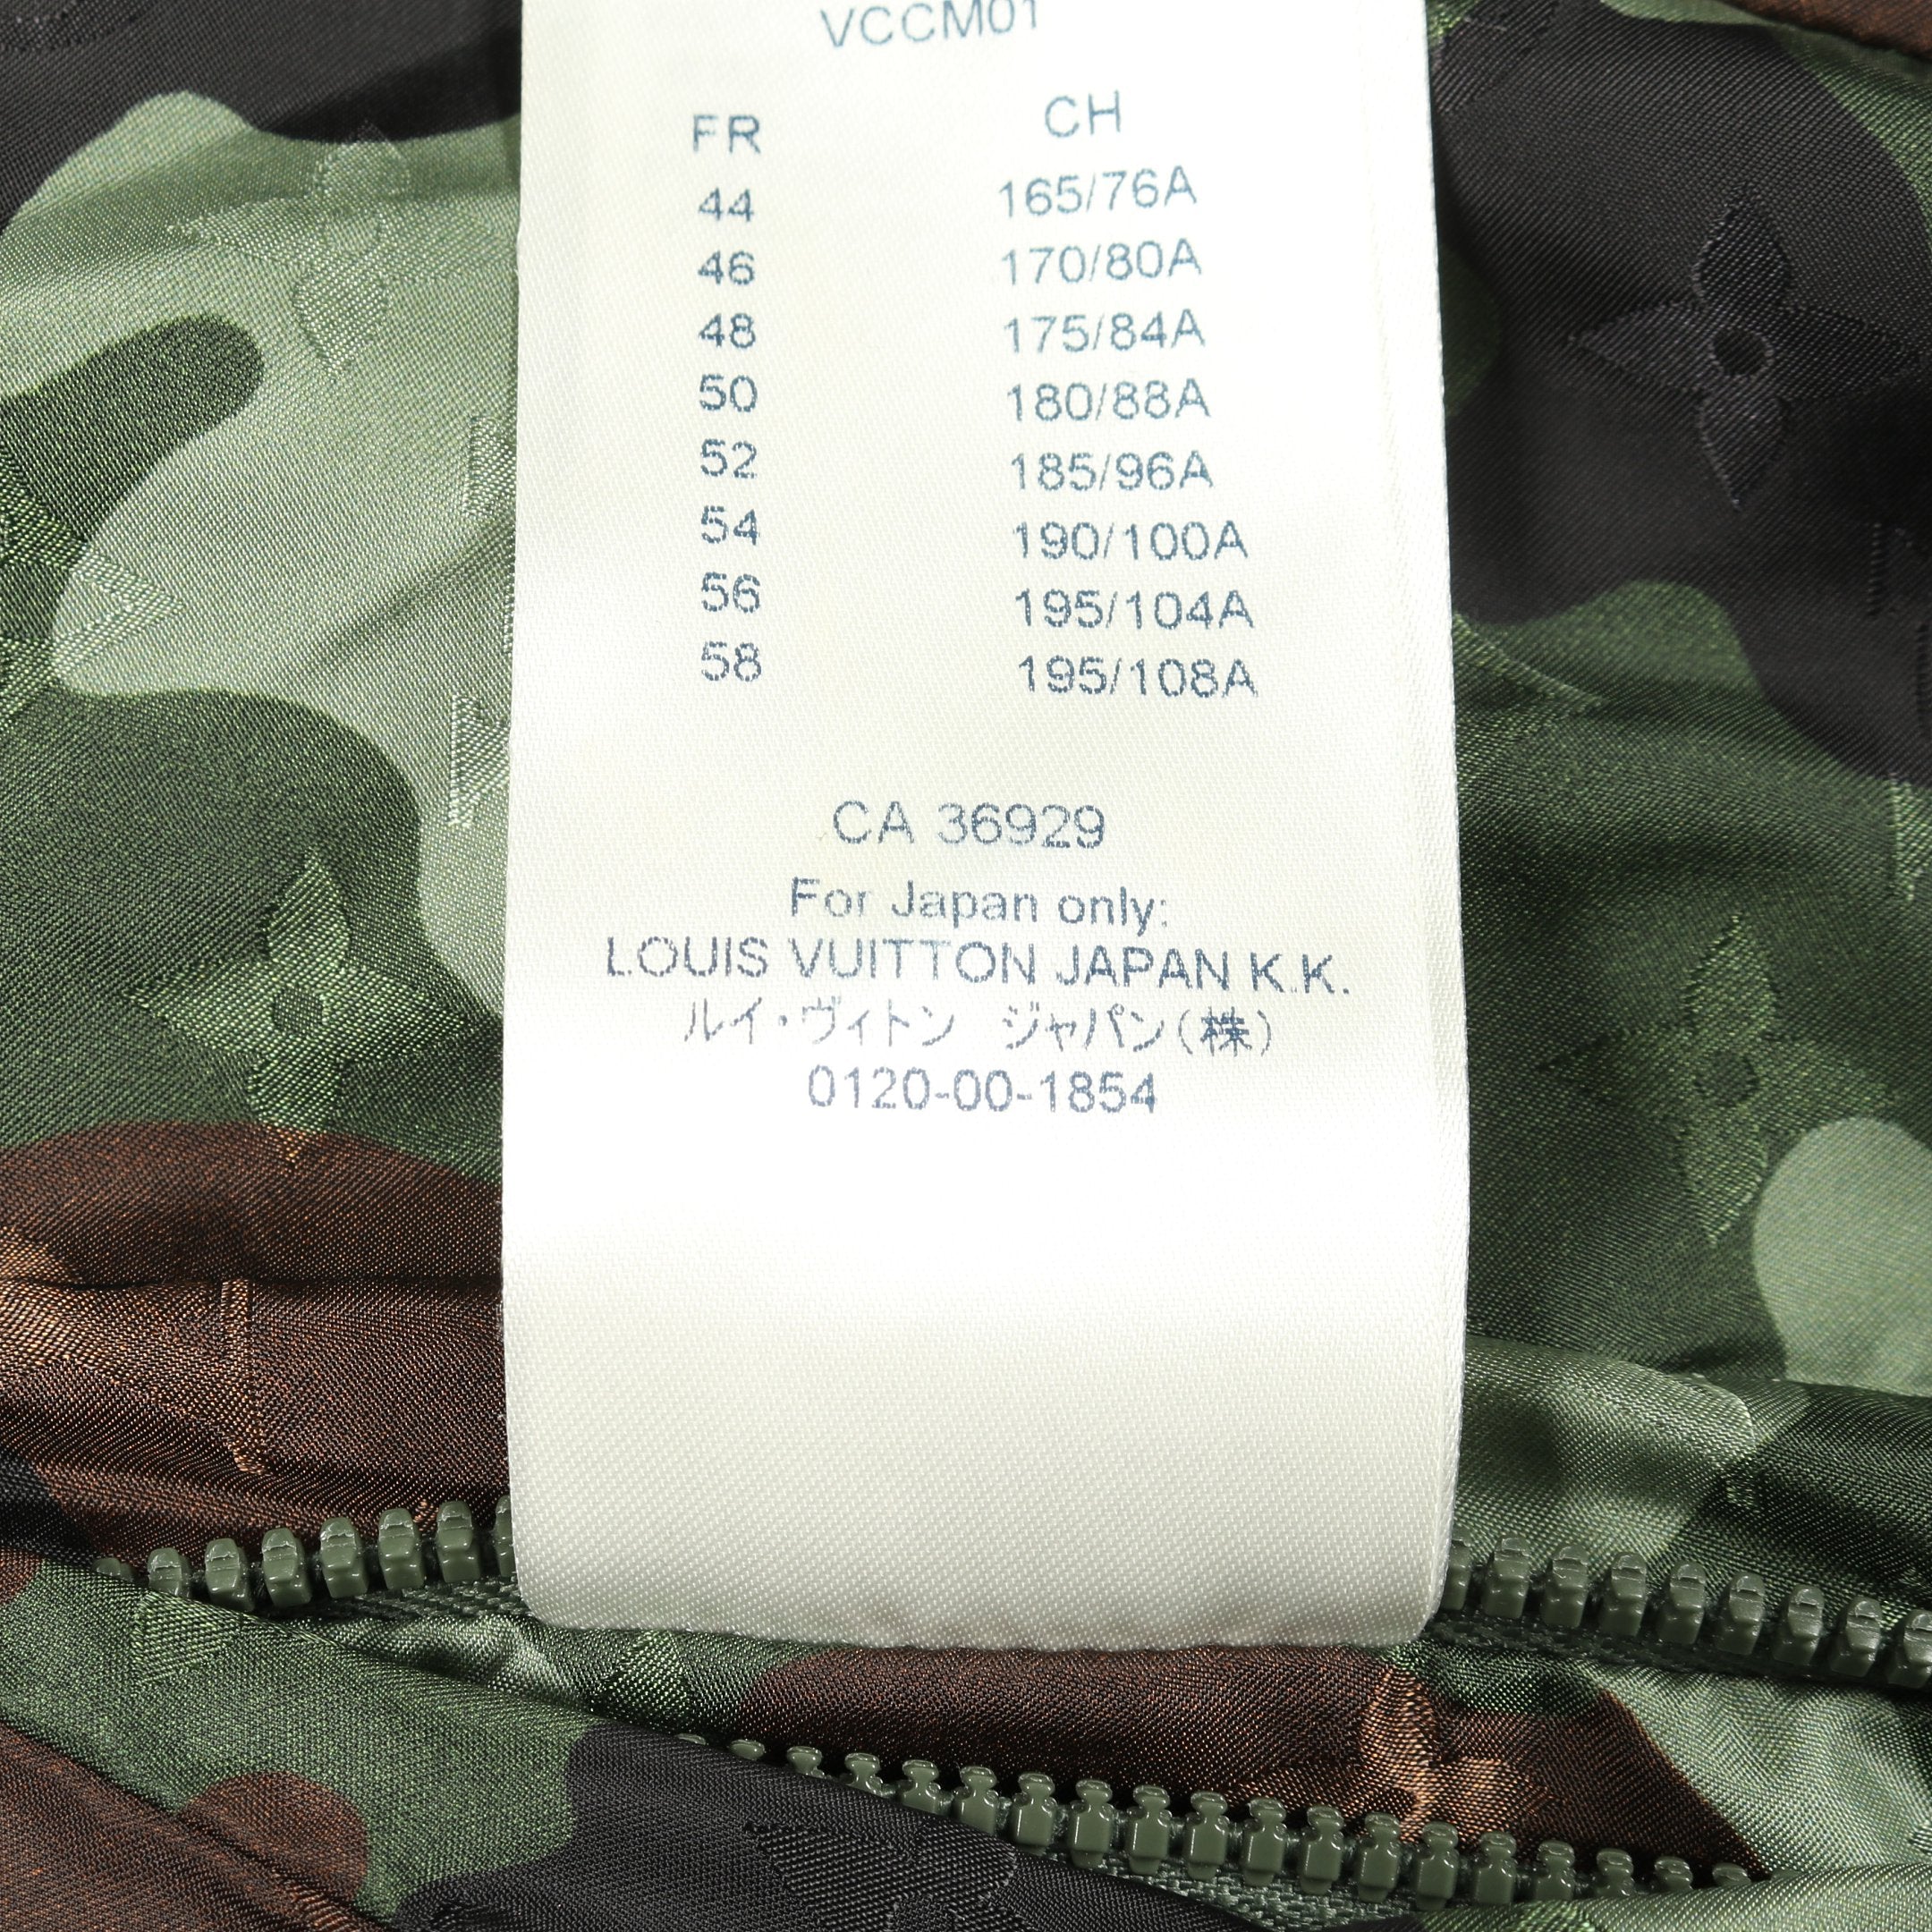 VCCM01
FR CH
44 165/76A
46 170/80A
48 175/84A
50 180/88A
52 185/96A
54 190/100A
56 195/104A
58 195/108A
CA 36929
For Japan only:
LOUIS VUITTON JAPAN K.K.
ルイ・ヴィトン ジャパン(株)
0120-00-1854